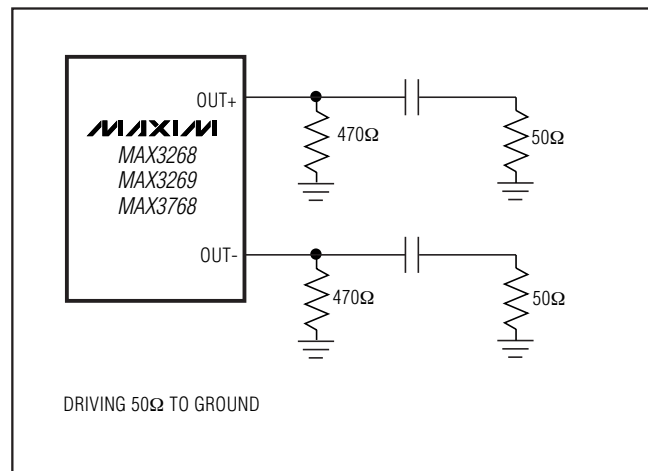 OUT+
MAXIM
MAX3268
MAX3269
MAX3768
470Ω
50Ω
OUT-
470Ω
50Ω
DRIVING 50Ω TO GROUND